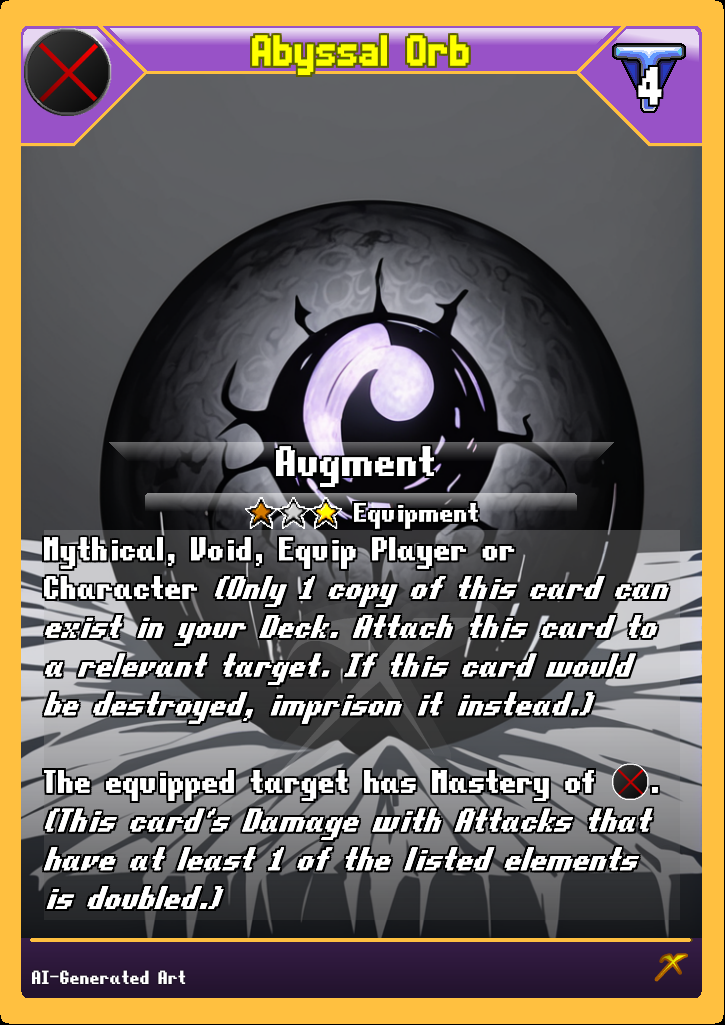 Abyssal Orb
4
Augment
Equipment
Mythical, Void, Equip Player or
Character (Only 1 copy of this card can
exist in your Deck. Attach this card to
a relevant target. If this card would
be destroyed, imprison it instead.)
The equipped target has Mastery of .
(This card's Damage with Attacks that
have at least 1 of the listed elements
is doubled.)
AI-Generated Art